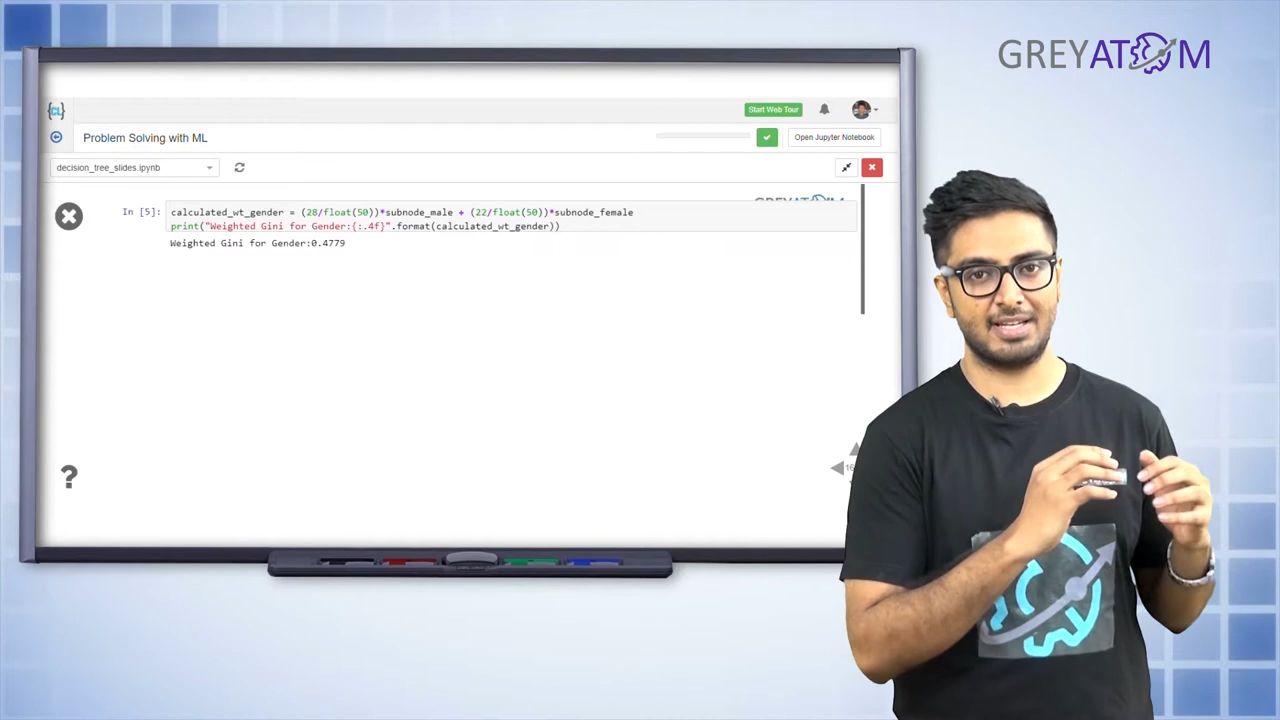 GREYATOM
{CL}
Start Web Tour
Problem Solving with ML
Open Jupyter Notebook
decision_tree_slides.ipynb
In [5]:
calculated_wt_gender = (28/float(50))*subnode_male + (22/float(50))*subnode_female
print("Weighted Gini for Gender:{:.4f}".format(calculated_wt_gender))
Weighted Gini for Gender:0.4779
?